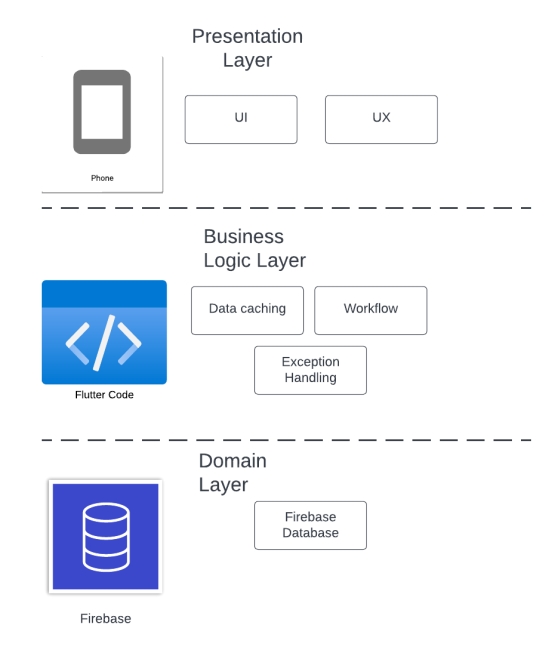 Presentation
Layer
UI
UX
Phone
Business
Logic Layer
Data caching
Workflow
Exception
Handling
Flutter Code
Domain
Layer
Firebase
Database
Firebase